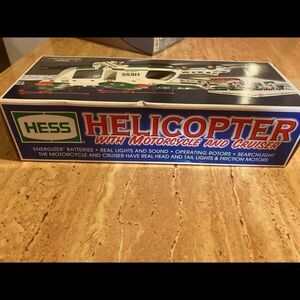 HESS
HESS
HELICOPTER
WITH MOTORCYCLE AND CRUISER
ENERGIZER® BATTERIES • REAL LIGHTS AND SOUND • OPERATING ROTORS • SEARCHLIGHT
THE MOTORCYCLE AND CRUISER HAVE REAL HEAD AND TAIL LIGHTS & FRICTION MOTORS